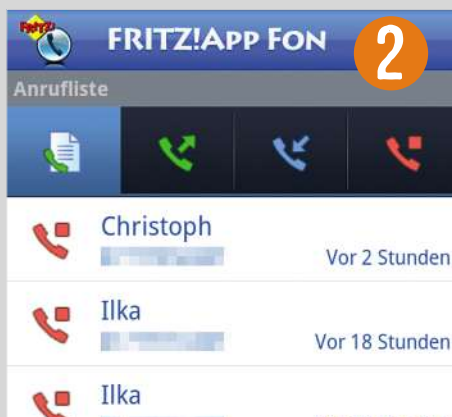 FRITZ!
FRITZ!APP FON
2
Anrufliste
Christoph
Vor 2 Stunden
Ilka
Vor 18 Stunden
Ilka